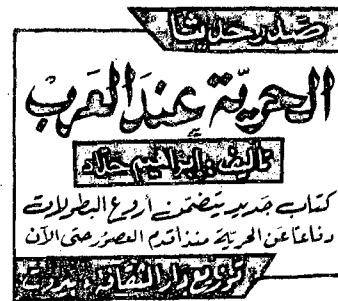 صدر حديثا
الحرية عند العرب
تأليف: ابراهيم حداد
كتاب جديد يتضمن أروع البطولات
دفاعا عن الحرية منذ أقدم العصور حتى الآن
توزيع دار الثقافة بيروت